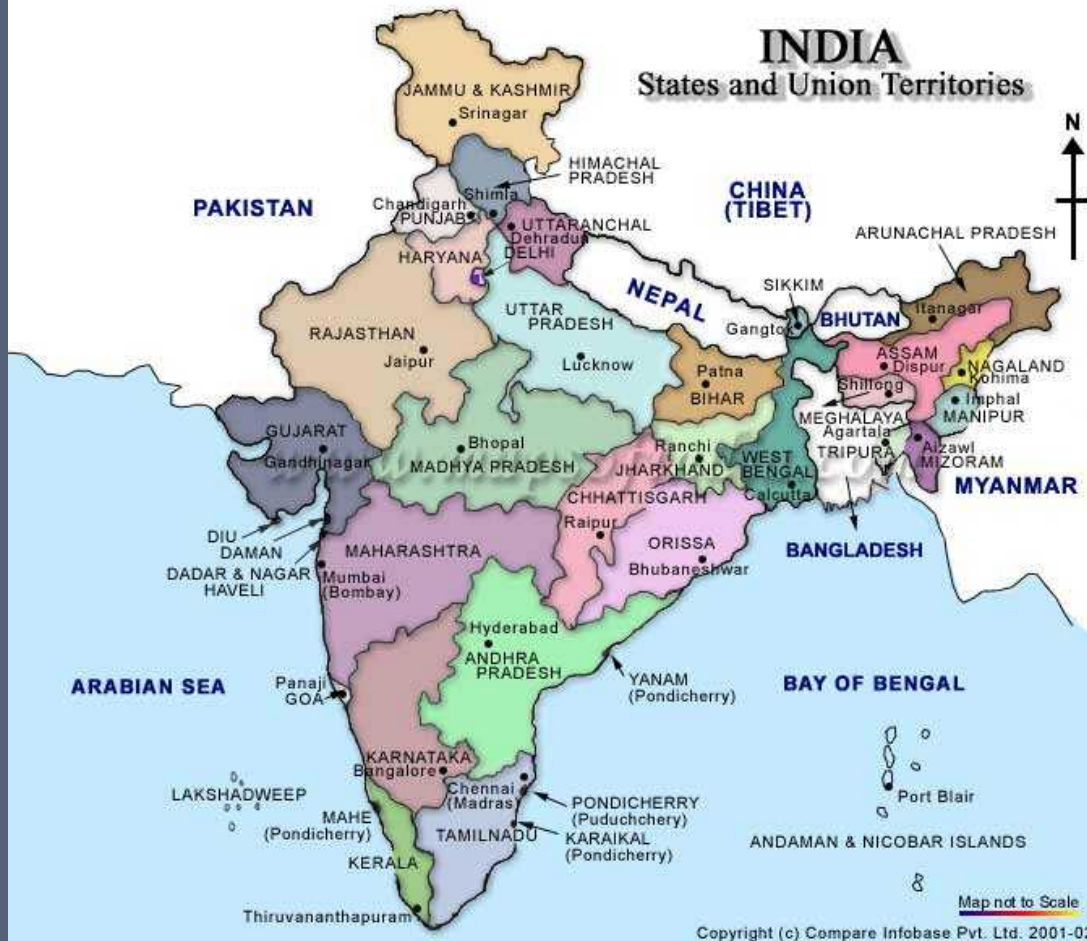 INDIA
States and Union Territories
N
JAMMU & KASHMIR
Srinagar
HIMACHAL
PRADESH
Shimla
PAKISTAN
CHINA
(TIBET)
Chandigarh
PUNJAB
UTTARANCHAL
Dehradun
DELHI
HARYANA
ARUNACHAL PRADESH
SIKKIM
NEPAL
Gangtok
BHUTAN
Itanagar
UTTAR
PRADESH
Lucknow
RAJASTHAN
Jaipur
Patna
BIHAR
ASSAM
Dispur
NAGALAND
Kohima
Shillong
Imphal
MANIPUR
MEGHALAYA
Agartala
TRIPURA
Aizawl
MIZORAM
MYANMAR
GUJARAT
Gandhinagar
Bhopal
MADHYA PRADESH
Ranchi
JHARKHAND
WEST
BENGAL
Calcutta
CHHATTISGARH
Raipur
ORISSA
Bhubaneshwar
BANGLADESH
DIU
DAMAN
DADAR & NAGAR
HAVELI
MAHARASHTRA
Mumbai
(Bombay)
Hyderabad
ANDHRA
PRADESH
YANAM
(Pondicherry)
ARABIAN SEA
BAY OF BENGAL
Panaji
GOA
KARNATAKA
Bangalore
LAKSHADWEEP
Chennai
(Madras)
PONDICHERRY
(Puduchchery)
MAHE
(Pondicherry)
TAMILNADU
KARAIKAL
(Pondicherry)
Port Blair
ANDAMAN & NICOBAR ISLANDS
KERALA
Thiruvananthapuram
Map not to Scale
Copyright (c) Compare Infobase Pvt. Ltd. 2001-02